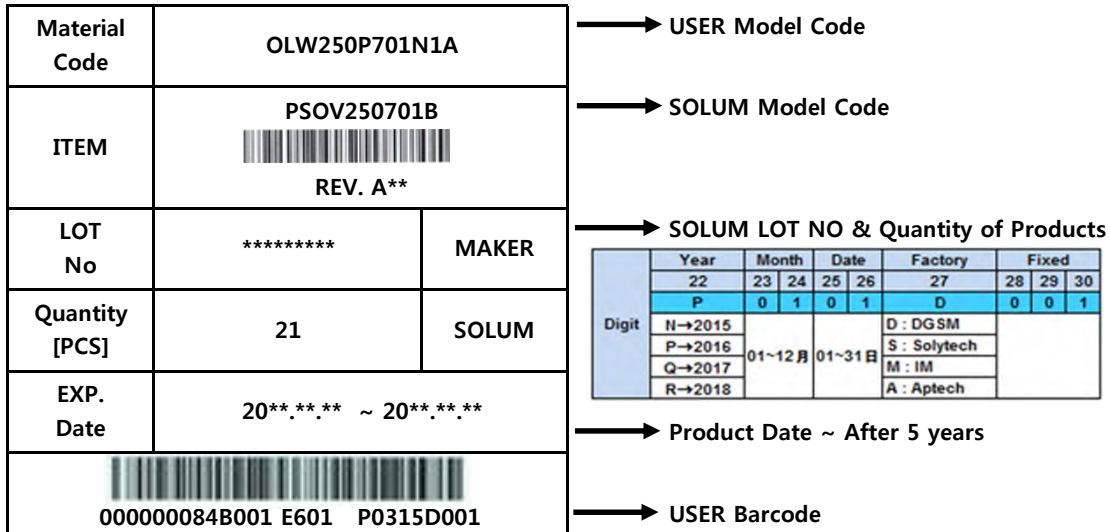 Material
Code
OLW250P701N1A
USER Model Code
ITEM
PSOV250701B
REV. A**
SOLUM Model Code
LOT
No
*********
MAKER
SOLUM LOT NO & Quantity of Products
Quantity
[PCS]
21
SOLUM
Digit
Year Month Date Factory Fixed
22 23 24 25 26 27 28 29 30
P 0 1 0 1 D 0 0 1
N→2015
P→2016
Q→2017
R→2018
01~12月
01~31日
D : DGSM
S : Solytech
M : IM
A : Aptech
EXP.
Date
20**.**.** ~ 20**.**.**
Product Date ~ After 5 years
000000084B001 E601 P0315D001
USER Barcode